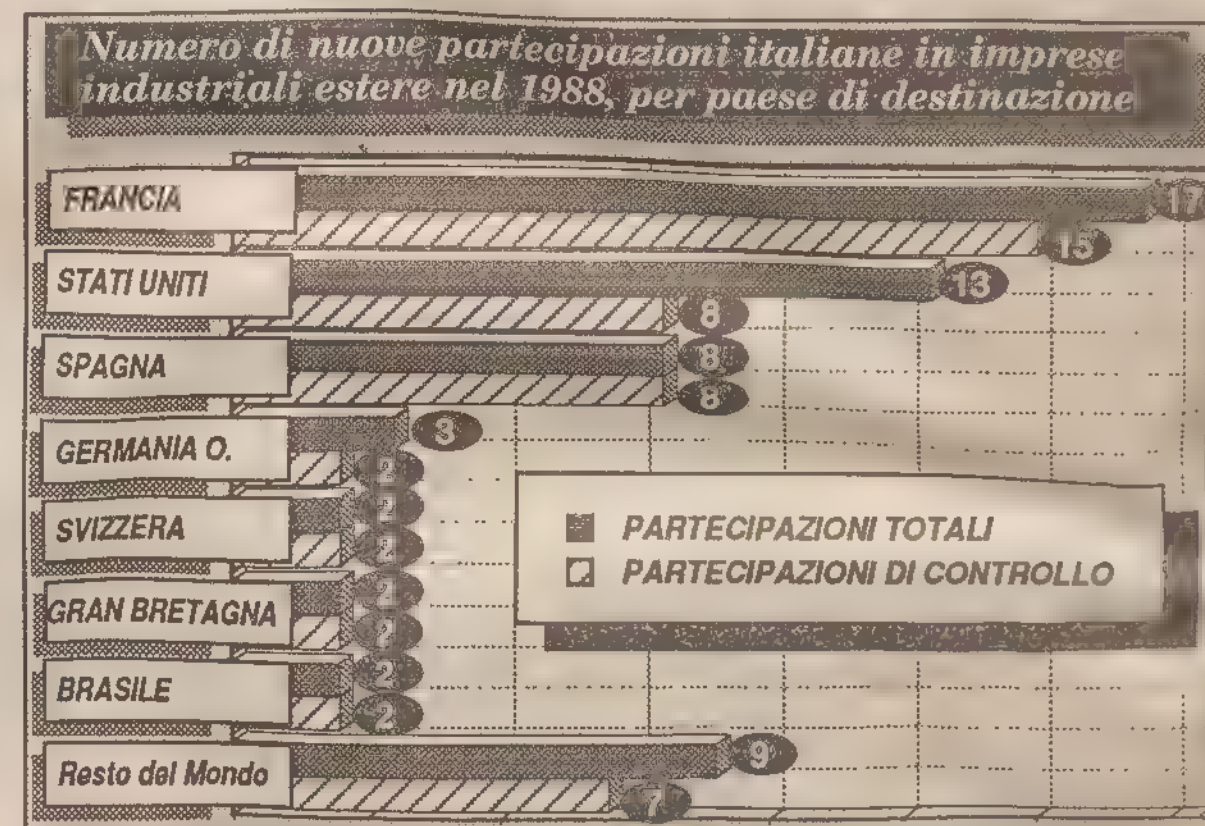 Numero di nuove partecipazioni italiane in imprese
industriali estere nel 1988, per paese di destinazione
FRANCIA
17
15
STATI UNITI
13
8
SPAGNA
8
8
GERMANIA O.
3
2
SVIZZERA
2
2
GRAN BRETAGNA
2
2
BRASILE
2
2
Resto del Mondo
9
7
PARTECIPAZIONI TOTALI
PARTECIPAZIONI DI CONTROLLO